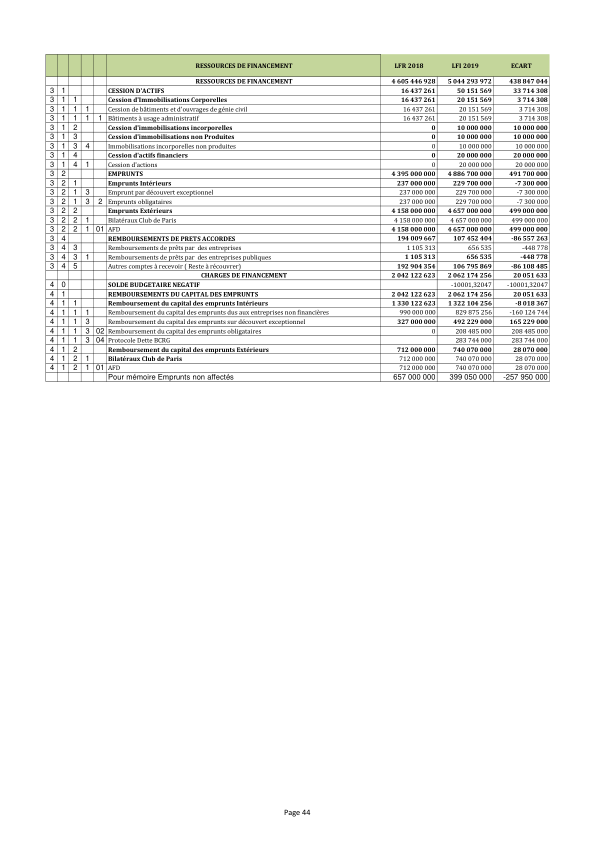 RESSOURCES DE FINANCEMENT LFR 2018 LFI 2019 ECART
RESSOURCES DE FINANCEMENT 4 605 446 928 5 044 293 972 438 847 044
3 1 CESSION D'ACTIFS 16 437 261 50 151 569 33 714 308
3 1 1 Cession d'Immobilisations Corporelles 16 437 261 20 151 569 3 714 308
3 1 1 1 Cession de bâtiments et d'ouvrages de génie civil 16 437 261 20 151 569 3 714 308
3 1 1 1 1 Bâtiments à usage administratif 16 437 261 20 151 569 3 714 308
3 1 2 Cession d'immobilisations incorporelles 0 10 000 000 10 000 000
3 1 3 Cession d'immobilisations non Produites 0 10 000 000 10 000 000
3 1 3 4 Immobilisations incorporelles non produites 0 10 000 000 10 000 000
3 1 4 Cession d'actifs financiers 0 20 000 000 20 000 000
3 1 4 1 Cession d'actions 0 20 000 000 20 000 000
3 2 EMPRUNTS 4 395 000 000 4 886 700 000 491 700 000
3 2 1 Emprunts Intérieurs 237 000 000 229 700 000 -7 300 000
3 2 1 3 Emprunt par découvert exceptionnel 237 000 000 229 700 000 -7 300 000
3 2 1 3 2 Emprunts obligataires 237 000 000 229 700 000 -7 300 000
3 2 2 Emprunts Extérieurs 4 158 000 000 4 657 000 000 499 000 000
3 2 2 1 Bilatéraux Club de Paris 4 158 000 000 4 657 000 000 499 000 000
3 2 2 1 01 AFD 4 158 000 000 4 657 000 000 499 000 000
3 4 REMBOURSEMENTS DE PRETS ACCORDES 194 009 667 107 452 404 -86 557 263
3 4 3 Remboursements de prêts par des entreprises 1 105 313 656 535 -448 778
3 4 3 1 Remboursements de prêts par des entreprises publiques 1 105 313 656 535 -448 778
3 4 5 Autres comptes à recevoir ( Reste à récouvrer) 192 904 354 106 795 869 -86 108 485
CHARGES DE FINANCEMENT 2 042 122 623 2 062 174 256 20 051 633
4 0 SOLDE BUDGETAIRE NEGATIF -10001,32047 -10001,32047
4 1 REMBOURSEMENTS DU CAPITAL DES EMPRUNTS 2 042 122 623 2 062 174 256 20 051 633
4 1 1 Remboursement du capital des emprunts Intérieurs 1 330 122 623 1 322 104 256 -8 018 367
4 1 1 1 Remboursement du capital des emprunts dus aux entreprises non financières 990 000 000 829 875 256 -160 124 744
4 1 1 3 Remboursement du capital des emprunts sur découvert exceptionnel 327 000 000 492 229 000 165 229 000
4 1 1 3 02 Remboursement du capital des emprunts obligataires 0 208 485 000 208 485 000
4 1 1 3 04 Protocole Dette BCRG 283 744 000 283 744 000
4 1 2 Remboursement du capital des emprunts Extérieurs 712 000 000 740 070 000 28 070 000
4 1 2 1 Bilatéraux Club de Paris 712 000 000 740 070 000 28 070 000
4 1 2 1 01 AFD 712 000 000 740 070 000 28 070 000
Pour mémoire Emprunts non affectés 657 000 000 399 050 000 -257 950 000
Page 44